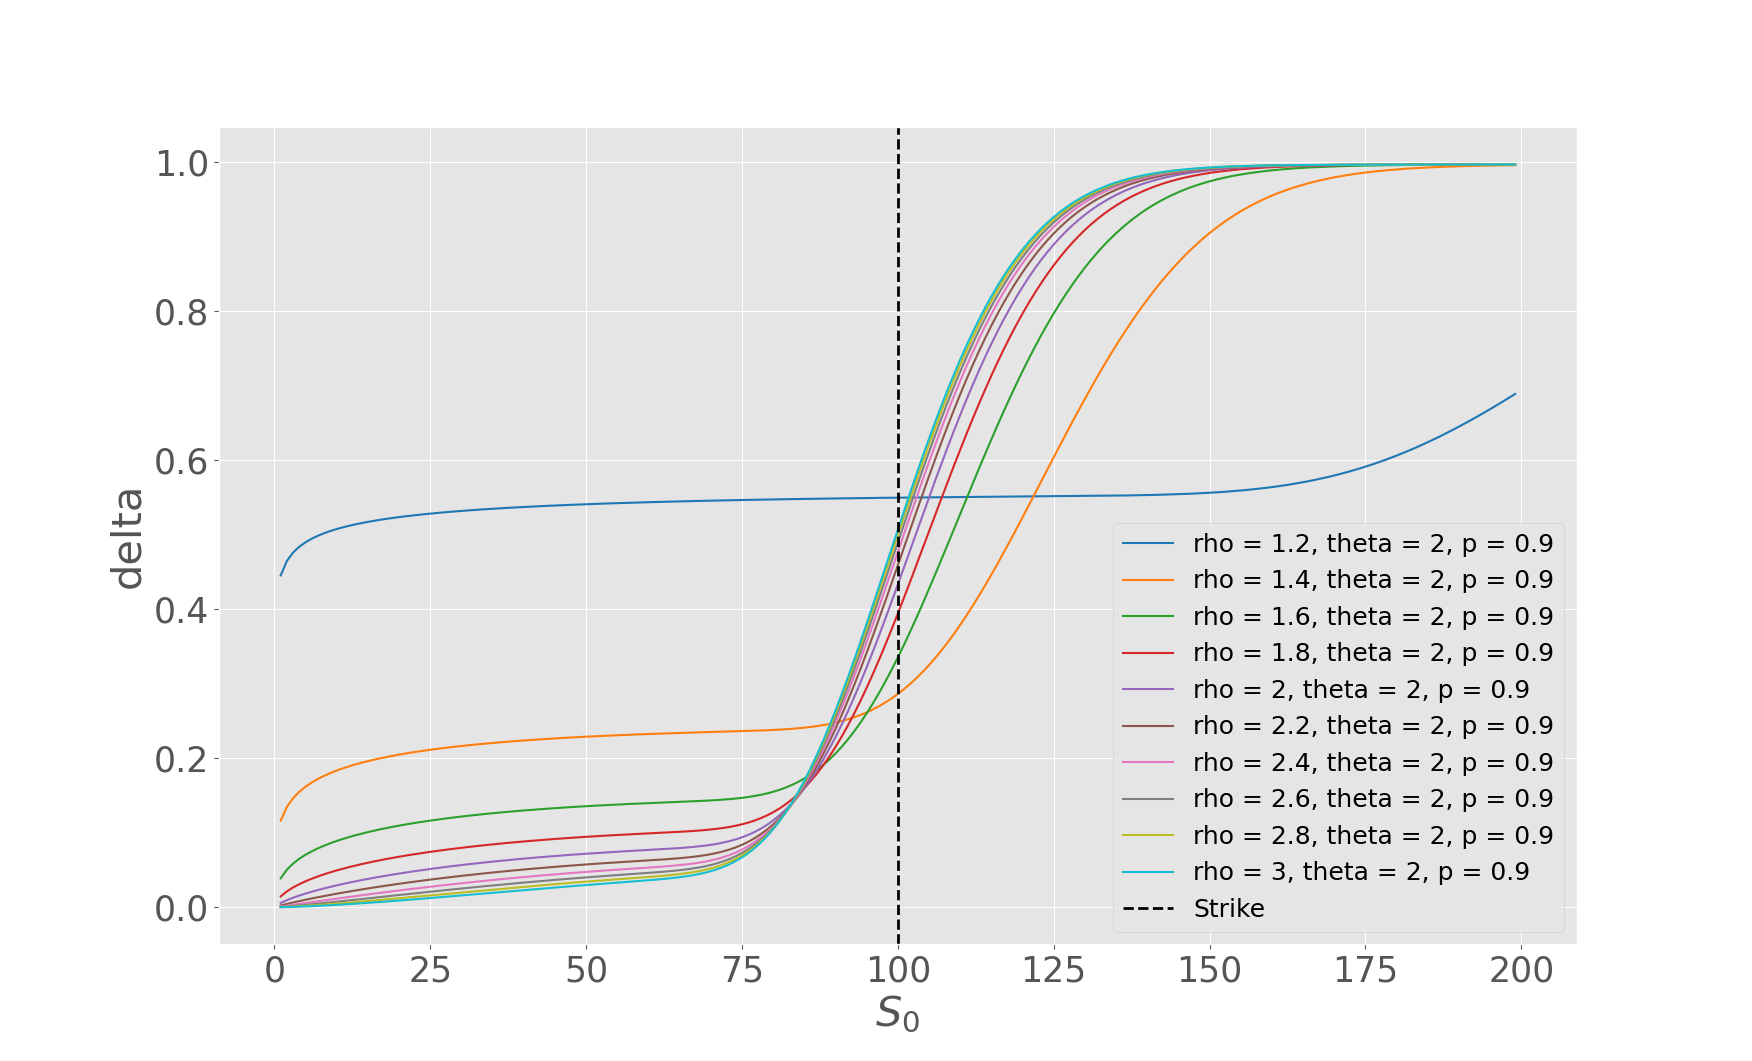 1.0
0.8
0.6
0.4
0.2
0.0
delta
0 25 50 75 100 125 150 175 200
S₀
rho = 1.2, theta = 2, p = 0.9
rho = 1.4, theta = 2, p = 0.9
rho = 1.6, theta = 2, p = 0.9
rho = 1.8, theta = 2, p = 0.9
rho = 2, theta = 2, p = 0.9
rho = 2.2, theta = 2, p = 0.9
rho = 2.4, theta = 2, p = 0.9
rho = 2.6, theta = 2, p = 0.9
rho = 2.8, theta = 2, p = 0.9
rho = 3, theta = 2, p = 0.9
Strike